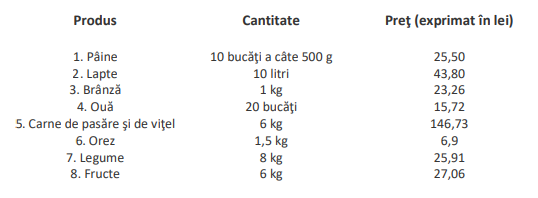 Produs Cantitate Preţ (exprimat în lei)
1. Pâine 10 bucăţi a câte 500 g 25,50
2. Lapte 10 litri 43,80
3. Brânză 1 kg 23,26
4. Ouă 20 bucăţi 15,72
5. Carne de pasăre şi de viţel 6 kg 146,73
6. Orez 1,5 kg 6,9
7. Legume 8 kg 25,91
8. Fructe 6 kg 27,06